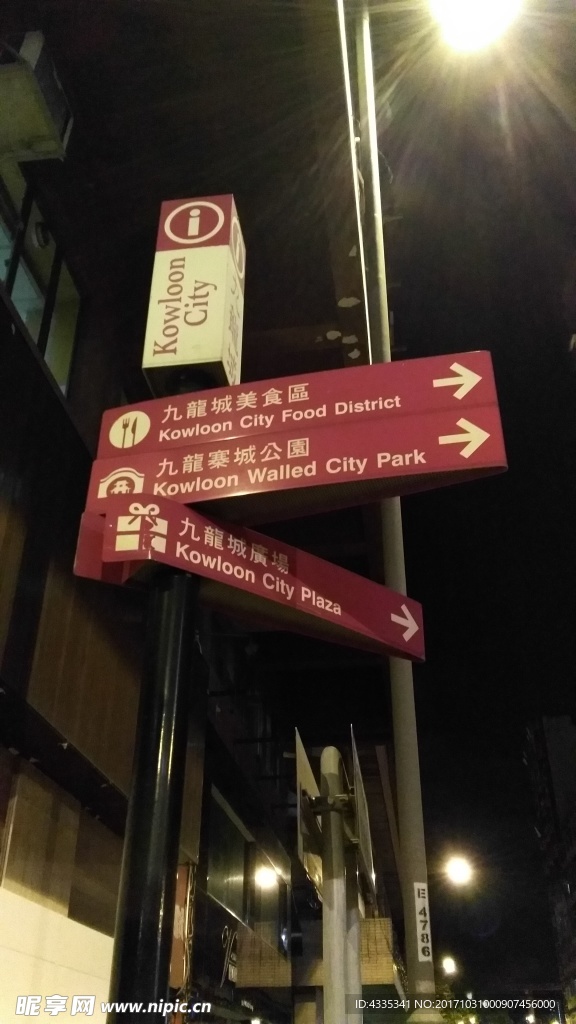 i
Kowloon
City
九龍城美食區
Kowloon City Food District
九龍寨城公園
Kowloon Walled City Park
九龍城廣場
Kowloon City Plaza
E4786
昵享网 www.nipic.cn
ID:4335341 NO:20171031000907456000